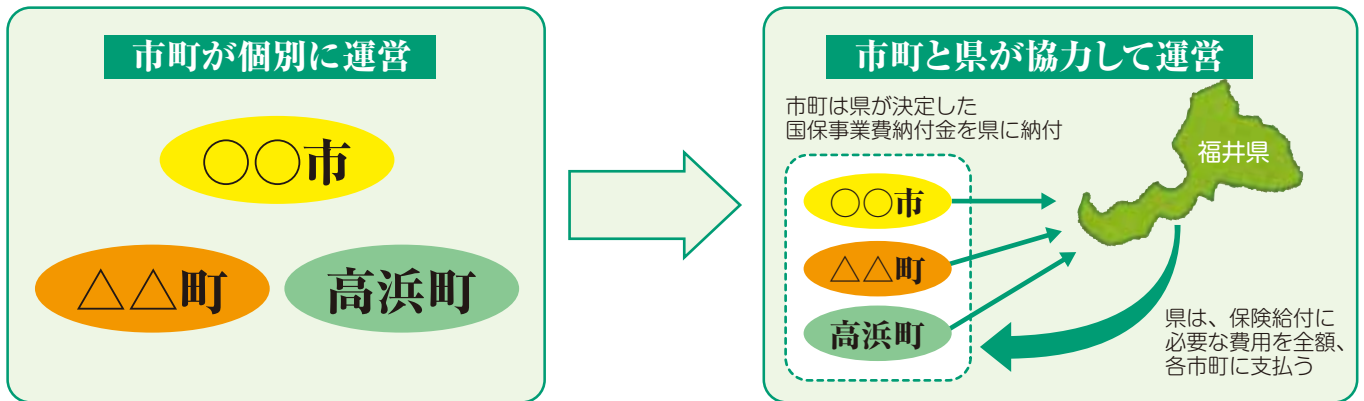 市町が個別に運営
○○市
△△町
高浜町
市町と県が協力して運営
市町は県が決定した
国保事業費納付金を県に納付
○○市
△△町
高浜町
福井県
県は、保険給付に
必要な費用を全額、
各市町に支払う